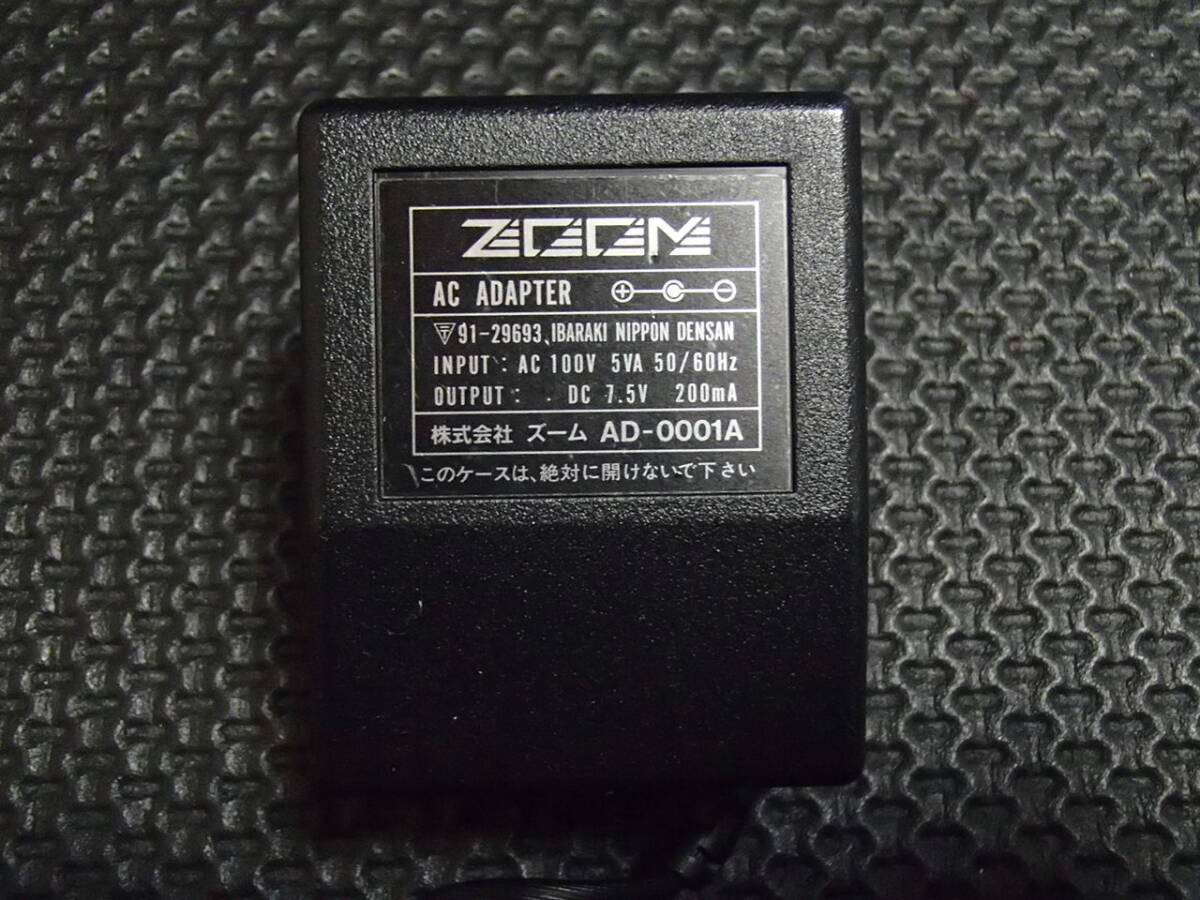 ZOOM
AC ADAPTER
91-29693、IBARAKI NIPPON DENSAN
INPUT : AC 100V 5VA 50/60Hz
OUTPUT : DC 7.5V 200mA
株式会社 ズーム AD-0001A
このケースは、絶対に開けないで下さい